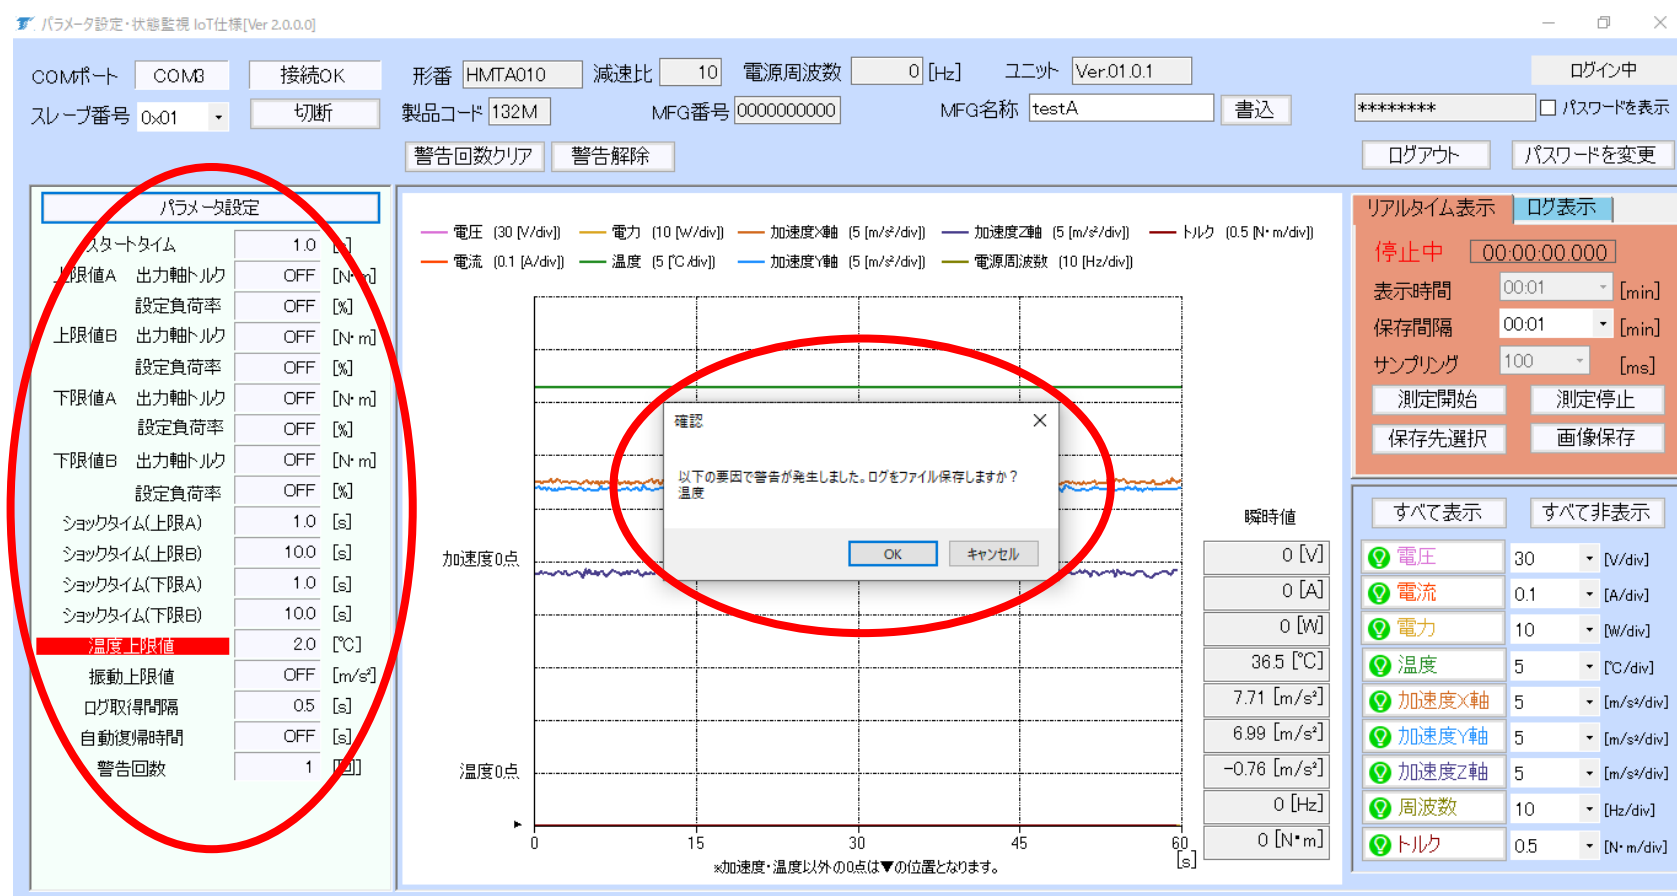 パラメータ設定・状態監視 IoT仕様[Ver 2.0.0.0]
COMポート COM3 接続OK 形番 HMTA010 減速比 10 電源周波数 0 [Hz] ユニット Ver.01.0.1 ログイン中
スレーブ番号 0x01 切断 製品コード 132M MFG番号 0000000000 MFG名称 testA 書込 ******** パスワードを表示
警告回数クリア 警告解除 ログアウト パスワードを変更
パラメータ設定
スタートタイム 1.0 [s]
上限値A 出力軸トルク OFF [N・m]
設定負荷率 OFF [%]
上限値B 出力軸トルク OFF [N・m]
設定負荷率 OFF [%]
下限値A 出力軸トルク OFF [N・m]
設定負荷率 OFF [%]
下限値B 出力軸トルク OFF [N・m]
設定負荷率 OFF [%]
ショックタイム(上限A) 1.0 [s]
ショックタイム(上限B) 10.0 [s]
ショックタイム(下限A) 1.0 [s]
ショックタイム(下限B) 10.0 [s]
温度上限値 2.0 [℃]
振動上限値 OFF [m/s²]
ログ取得間隔 0.5 [s]
自動復帰時間 OFF [s]
警告回数 1 [回]
電圧 (30 [V/div]) 電力 (10 [W/div]) 加速度X軸 (5 [m/s²/div]) 加速度Z軸 (5 [m/s²/div]) トルク (0.5 [N・m/div])
電流 (0.1 [A/div]) 温度 (5 [℃/div]) 加速度Y軸 (5 [m/s²/div]) 電源周波数 (10 [Hz/div])
加速度0点
温度0点
0 15 30 45 60
[s]
※加速度・温度以外の0点は▼の位置となります。
確認
以下の要因で警告が発生しました。ログをファイル保存しますか？
温度
OK キャンセル
瞬時値
0 [V]
0 [A]
0 [W]
36.5 [℃]
7.71 [m/s²]
6.99 [m/s²]
-0.76 [m/s²]
0 [Hz]
0 [N・m]
リアルタイム表示 ログ表示
停止中 00:00:00.000
表示時間 00:01 [min]
保存間隔 00:01 [min]
サンプリング 100 [ms]
測定開始 測定停止
保存先選択 画像保存
すべて表示 すべて非表示
電圧 30 [V/div]
電流 0.1 [A/div]
電力 10 [W/div]
温度 5 [℃/div]
加速度X軸 5 [m/s²/div]
加速度Y軸 5 [m/s²/div]
加速度Z軸 5 [m/s²/div]
周波数 10 [Hz/div]
トルク 0.5 [N・m/div]